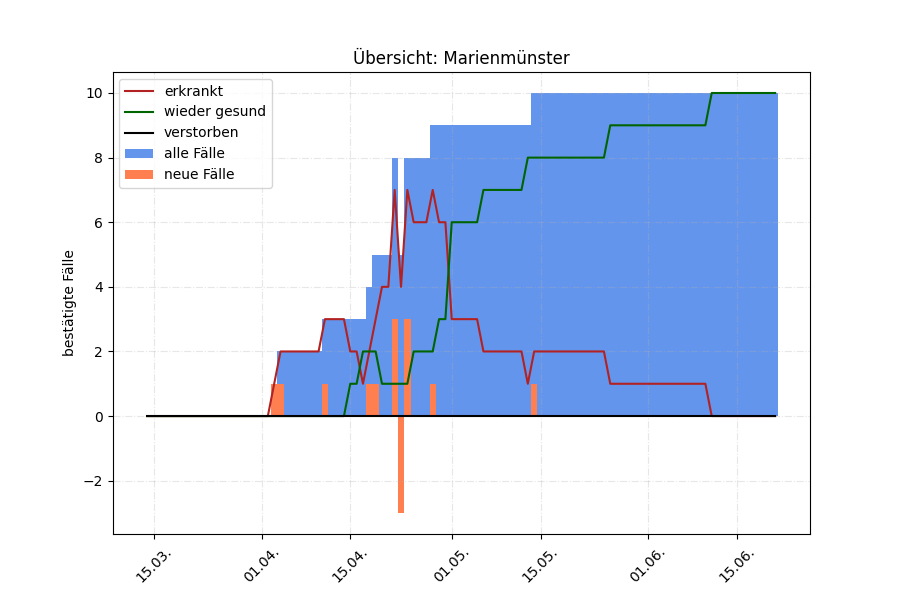 Übersicht: Marienmünster
erkrankt
wieder gesund
verstorben
alle Fälle
neue Fälle
bestätigte Fälle
10
8
6
4
2
0
−2
15.03.
01.04.
15.04.
01.05.
15.05.
01.06.
15.06.